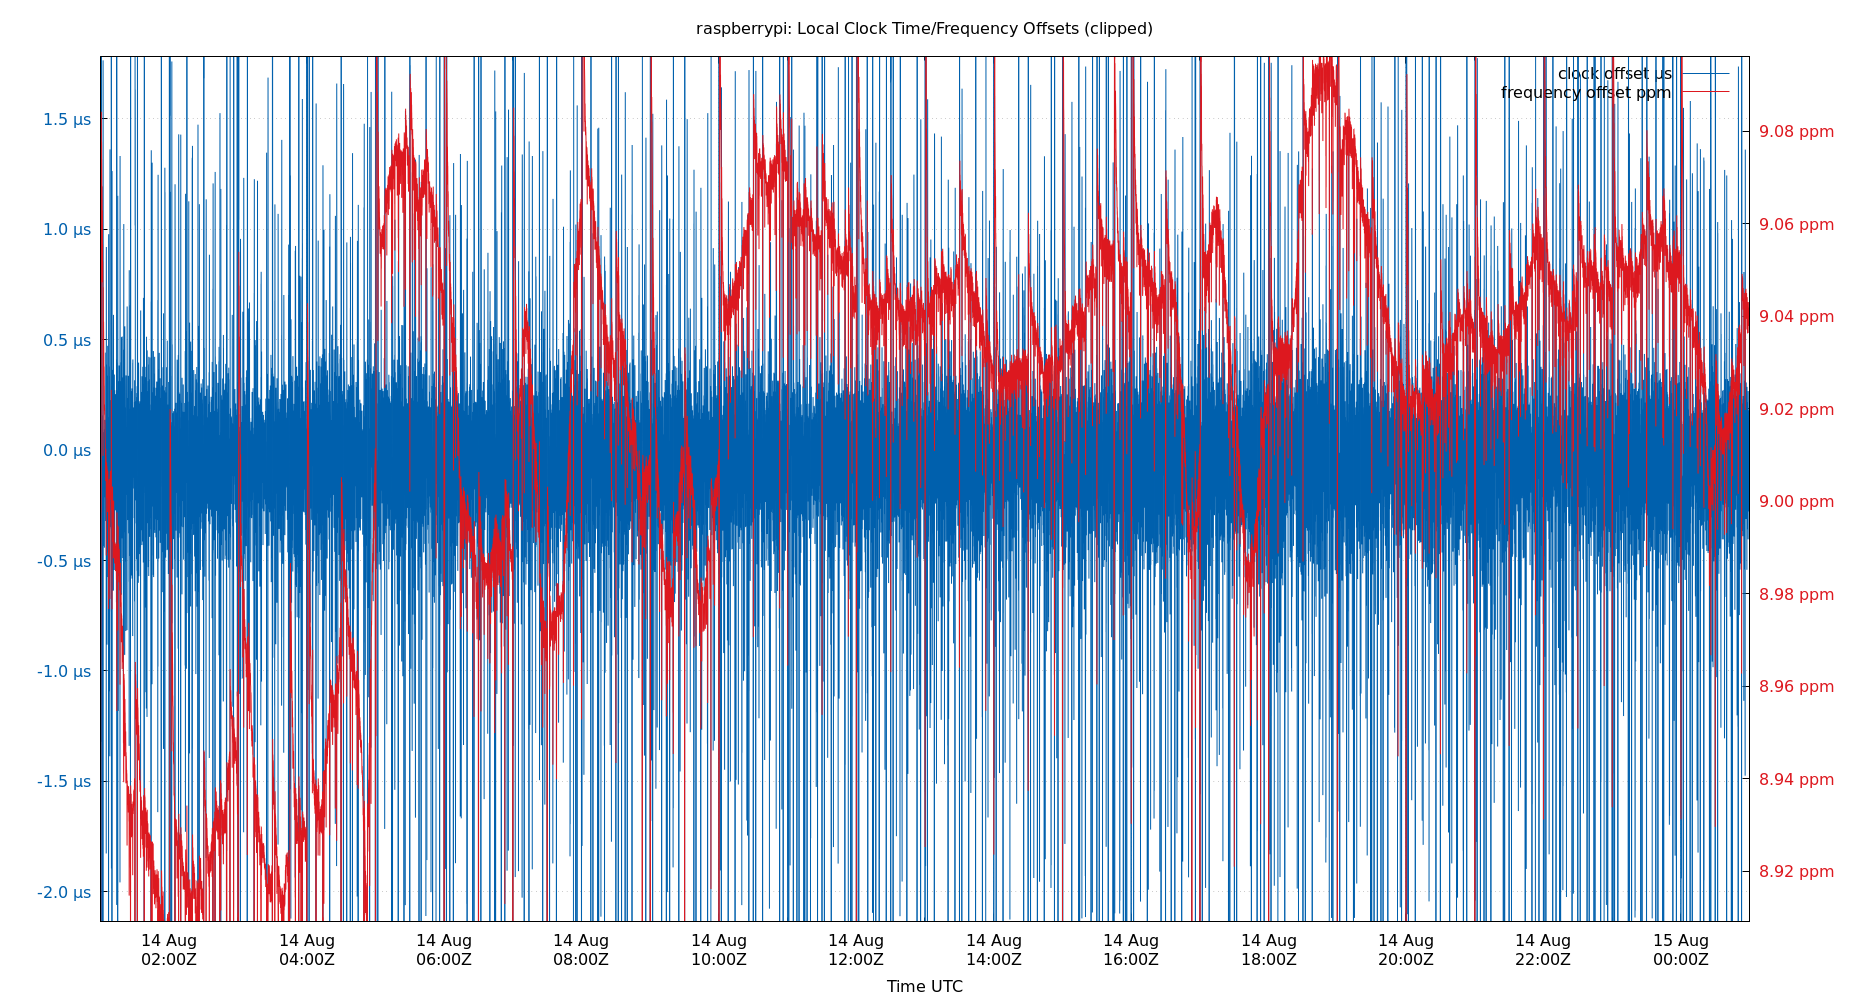 raspberrypi: Local Clock Time/Frequency Offsets (clipped)
clock offset µs
frequency offset ppm
1.5 µs
1.0 µs
0.5 µs
0.0 µs
-0.5 µs
-1.0 µs
-1.5 µs
-2.0 µs
9.08 ppm
9.06 ppm
9.04 ppm
9.02 ppm
9.00 ppm
8.98 ppm
8.96 ppm
8.94 ppm
8.92 ppm
14 Aug 14 Aug 14 Aug 14 Aug 14 Aug 14 Aug 14 Aug 14 Aug 14 Aug 14 Aug 14 Aug 15 Aug
02:00Z 04:00Z 06:00Z 08:00Z 10:00Z 12:00Z 14:00Z 16:00Z 18:00Z 20:00Z 22:00Z 00:00Z
Time UTC